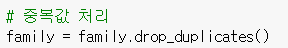 # 중복값 처리
family = family.drop_duplicates()